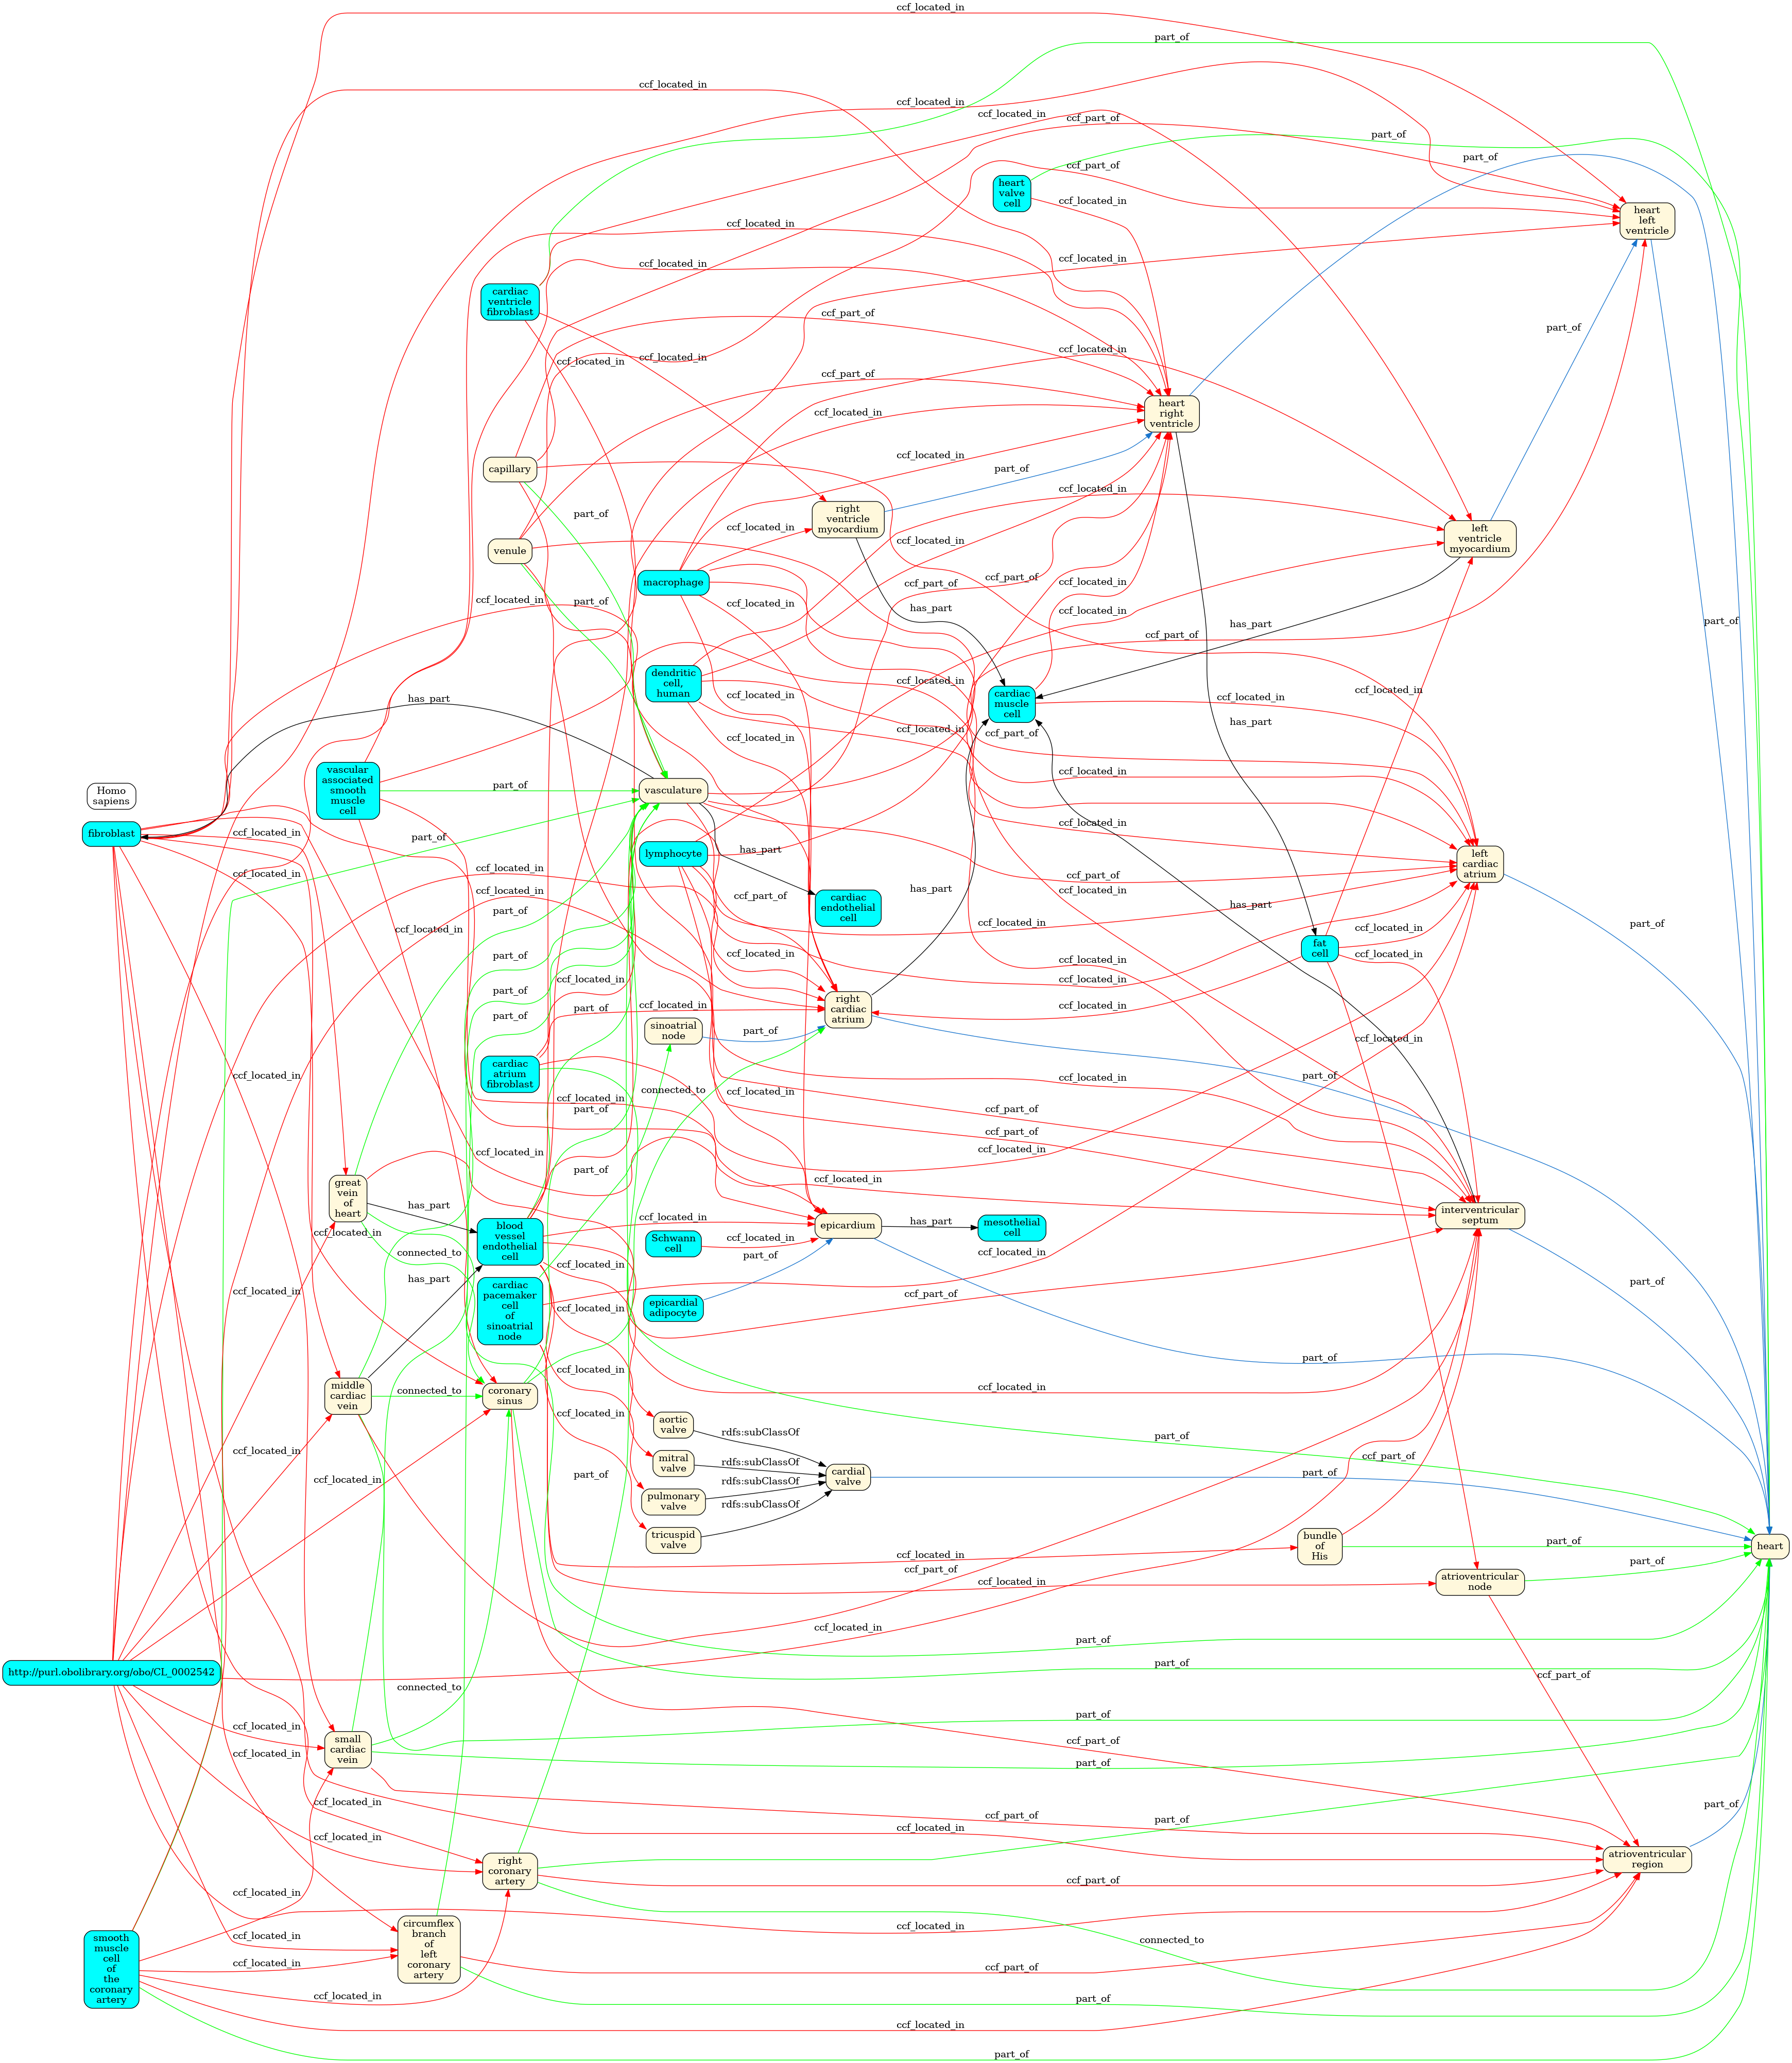 ccf_located_in
part_of
ccf_located_in
ccf_located_in
ccf_located_in
ccf_part_of
part_of
part_of
ccf_part_of
heart
valve
cell
ccf_located_in
heart
left
ventricle
ccf_located_in
ccf_located_in
ccf_located_in
cardiac
ventricle
fibroblast
ccf_part_of
part_of
ccf_located_in
ccf_located_in
ccf_located_in
ccf_part_of
heart
right
ventricle
ccf_located_in
capillary
ccf_located_in
part_of
ccf_located_in
part_of
right
ventricle
myocardium
ccf_located_in
left
ventricle
myocardium
venule
ccf_located_in
macrophage
ccf_part_of
ccf_part_of
ccf_located_in
ccf_located_in
part_of
ccf_located_in
has_part
ccf_located_in
has_part
part_of
ccf_part_of
dendritic
cell,
human
ccf_located_in
ccf_located_in
ccf_located_in
ccf_located_in
has_part
cardiac
muscle
cell
has_part
ccf_located_in
ccf_part_of
ccf_located_in
vascular
associated
smooth
muscle
cell
part_of
vasculature
ccf_located_in
Homo
sapiens
fibroblast
ccf_located_in
part_of
ccf_located_in
has_part
lymphocyte
left
cardiac
atrium
ccf_located_in
ccf_located_in
ccf_located_in
ccf_part_of
has_part
ccf_part_of
ccf_located_in
cardiac
endothelial
cell
has_part
part_of
part_of
ccf_located_in
ccf_located_in
ccf_located_in
fat
cell
part_of
ccf_located_in
ccf_located_in
ccf_located_in
ccf_located_in
part_of
part_of
part_of
ccf_located_in
ccf_located_in
right
cardiac
atrium
sinoatrial
node
part_of
ccf_located_in
cardiac
atrium
fibroblast
ccf_located_in
ccf_located_in
part_of
connected_to
ccf_located_in
ccf_located_in
part_of
ccf_part_of
ccf_part_of
ccf_located_in
ccf_located_in
part_of
ccf_located_in
great
vein
of
heart
has_part
blood
vessel
endothelial
cell
ccf_located_in
epicardium
has_part
mesothelial
cell
interventricular
septum
ccf_located_in
Schwann
cell
ccf_located_in
part_of
connected_to
ccf_located_in
ccf_located_in
has_part
cardiac
pacemaker
cell
of
sinoatrial
node
part_of
ccf_located_in
ccf_located_in
epicardial
adipocyte
ccf_part_of
part_of
ccf_located_in
middle
cardiac
vein
connected_to
coronary
sinus
ccf_located_in
ccf_located_in
aortic
valve
rdfs:subClassOf
part_of
ccf_located_in
ccf_located_in
part_of
mitral
valve
rdfs:subClassOf
rdfs:subClassOf
cardial
valve
part_of
ccf_part_of
pulmonary
valve
rdfs:subClassOf
tricuspid
valve
bundle
of
His
part_of
heart
ccf_located_in
ccf_part_of
ccf_located_in
part_of
atrioventricular
node
ccf_located_in
part_of
http://purl.obolibrary.org/obo/CL_0002542
part_of
ccf_part_of
connected_to
part_of
ccf_located_in
small
cardiac
vein
ccf_part_of
part_of
ccf_located_in
ccf_located_in
ccf_part_of
part_of
part_of
ccf_located_in
ccf_located_in
right
coronary
artery
ccf_part_of
atrioventricular
region
ccf_located_in
smooth
muscle
cell
of
the
coronary
artery
ccf_located_in
ccf_located_in
circumflex
branch
of
left
coronary
artery
ccf_located_in
connected_to
ccf_part_of
ccf_located_in
part_of
ccf_located_in
part_of